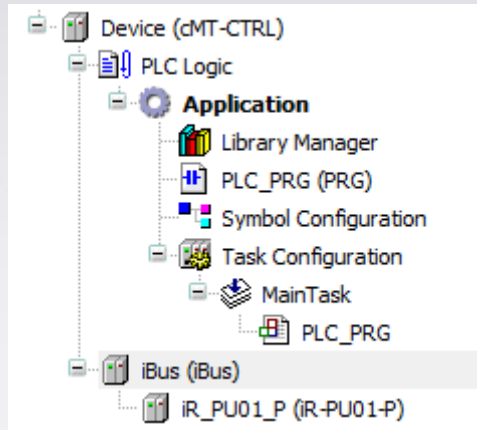 Device (cMT-CTRL)
PLC Logic
Application
Library Manager
PLC_PRG (PRG)
Symbol Configuration
Task Configuration
MainTask
PLC_PRG
iBus (iBus)
iR_PU01_P (iR-PU01-P)